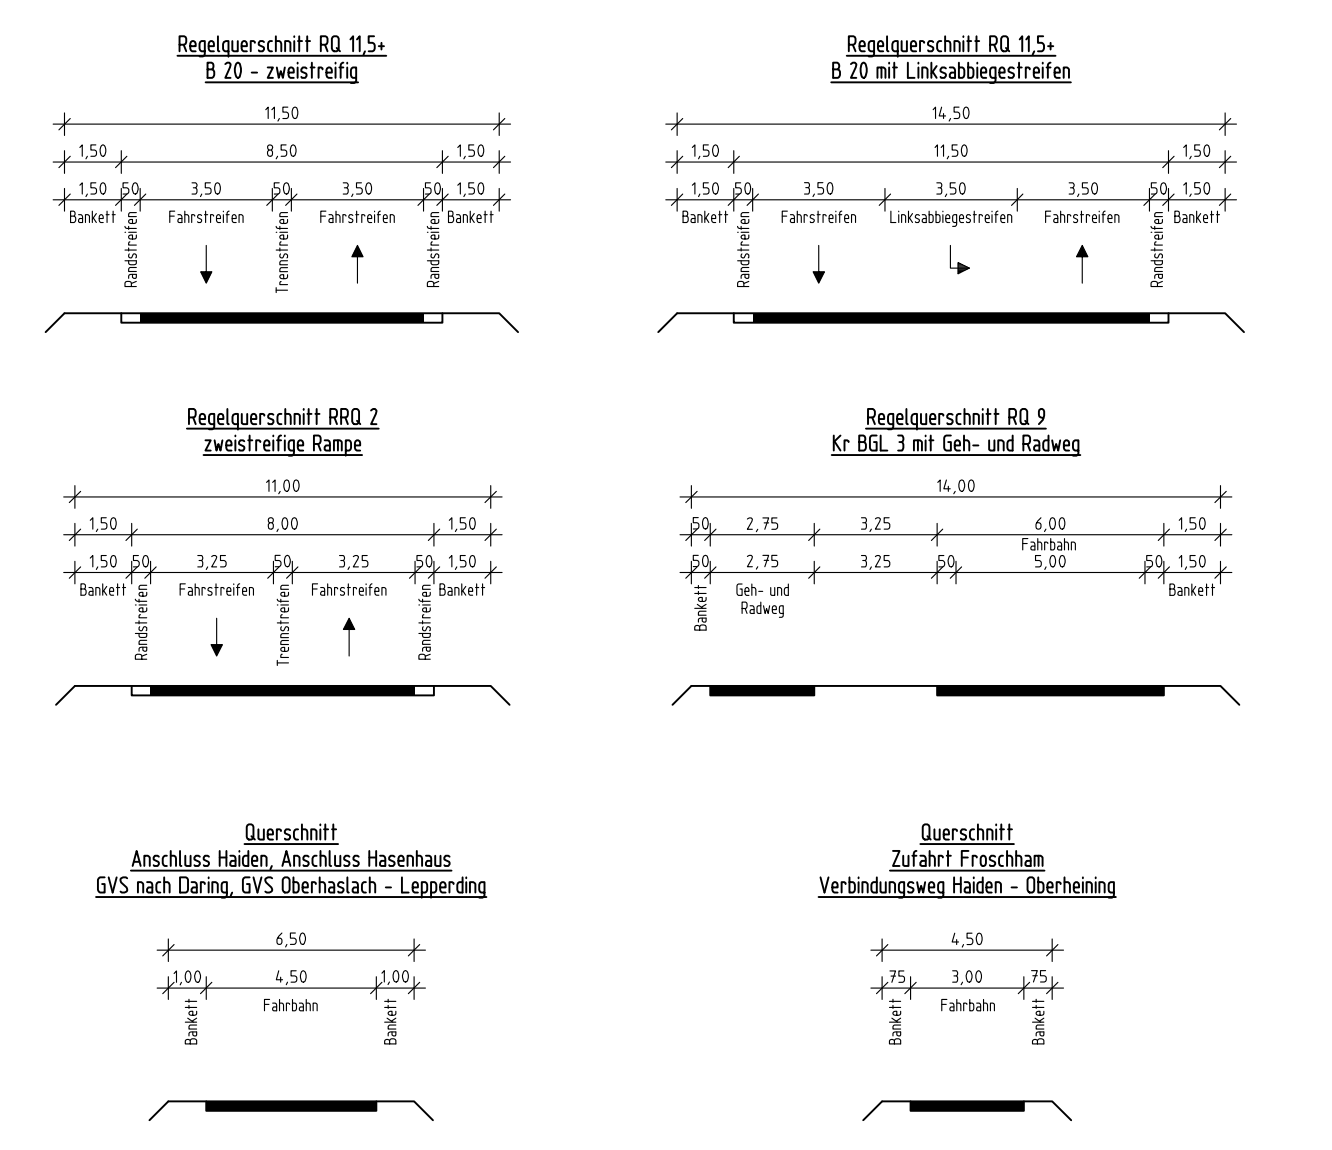 Regelquerschnitt RQ 11,5+
B 20 - zweistreifig
11,50
1,50 8,50 1,50
1,50 50 3,50 50 3,50 50 1,50
Bankett Randstreifen Fahrstreifen Trennstreifen Fahrstreifen Randstreifen Bankett
Regelquerschnitt RQ 11,5+
B 20 mit Linksabbiegestreifen
14,50
1,50 11,50 1,50
1,50 50 3,50 3,50 3,50 50 1,50
Bankett Randstreifen Fahrstreifen Linksabbiegestreifen Fahrstreifen Randstreifen Bankett
Regelquerschnitt RRQ 2
zweistreifige Rampe
11,00
1,50 8,00 1,50
1,50 50 3,25 50 3,25 50 1,50
Bankett Randstreifen Fahrstreifen Trennstreifen Fahrstreifen Randstreifen Bankett
Regelquerschnitt RQ 9
Kr BGL 3 mit Geh- und Radweg
14,00
50 2,75 3,25 6,00 1,50
Fahrbahn
50 2,75 3,25 50 5,00 50 1,50
Bankett Geh- und Bankett
Radweg
Querschnitt
Anschluss Haiden, Anschluss Hasenhaus
GVS nach Daring, GVS Oberhaslach - Lepperding
6,50
1,00 4,50 1,00
Bankett Fahrbahn Bankett
Querschnitt
Zufahrt Froschham
Verbindungsweg Haiden - Oberheining
4,50
75 3,00 75
Bankett Fahrbahn Bankett